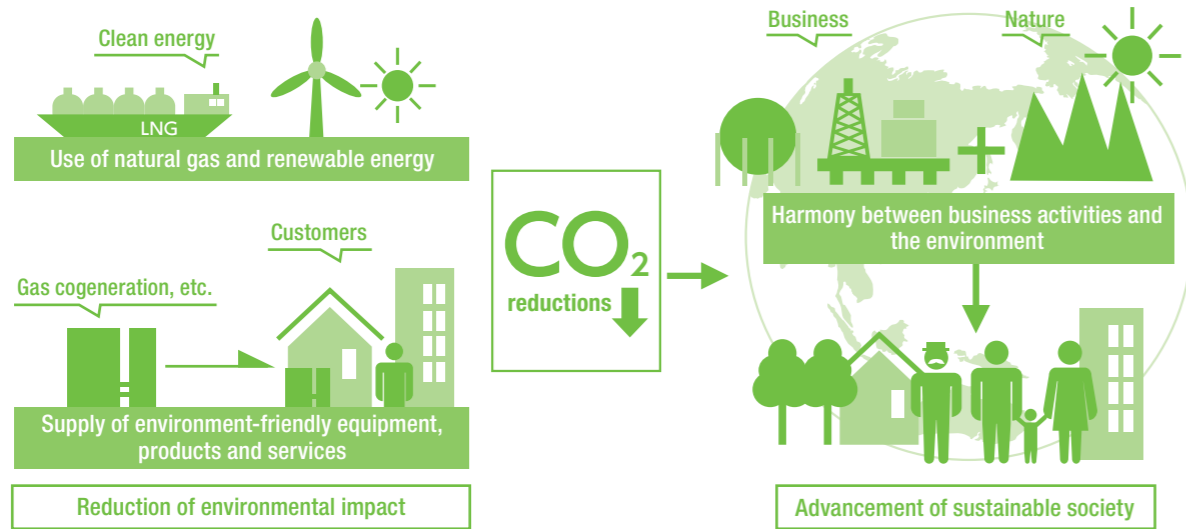 Clean energy
LNG
Use of natural gas and renewable energy
Customers
Gas cogeneration, etc.
Supply of environment-friendly equipment,
products and services
Reduction of environmental impact
CO2
reductions
Business
Nature
Harmony between business activities and
the environment
Advancement of sustainable society